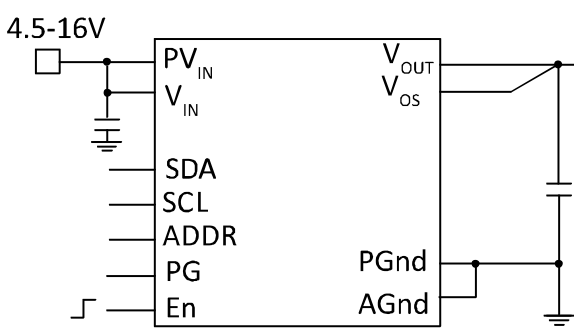 4.5-16V
PVIN
VIN
SDA
SCL
ADDR
PG
En
VOUT
VOS
PGnd
AGnd